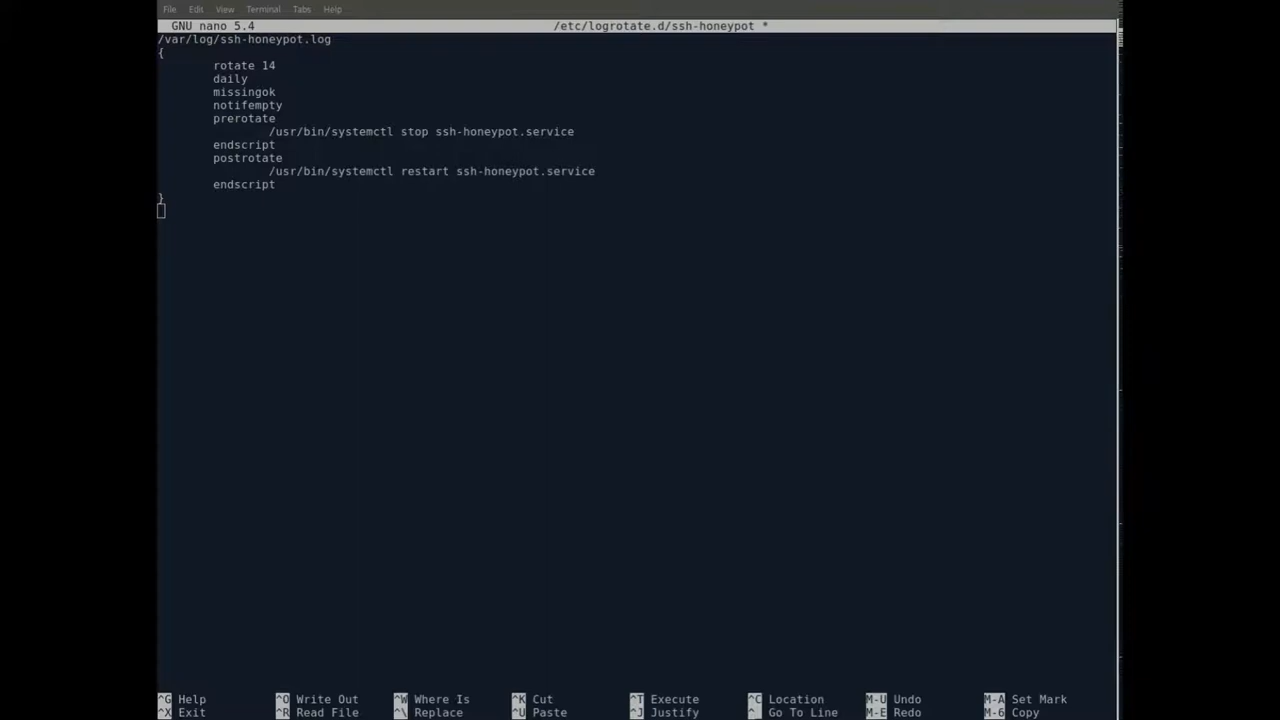 File Edit View Terminal Tabs Help
GNU nano 5.4 /etc/logrotate.d/ssh-honeypot *
/var/log/ssh-honeypot.log
{
rotate 14
daily
missingok
notifempty
prerotate
/usr/bin/systemctl stop ssh-honeypot.service
endscript
postrotate
/usr/bin/systemctl restart ssh-honeypot.service
endscript
}
^G Help ^O Write Out ^W Where Is ^K Cut ^T Execute ^C Location M-U Undo M-A Set Mark
^X Exit ^R Read File ^\ Replace ^U Paste ^J Justify ^_ Go To Line M-E Redo M-6 Copy